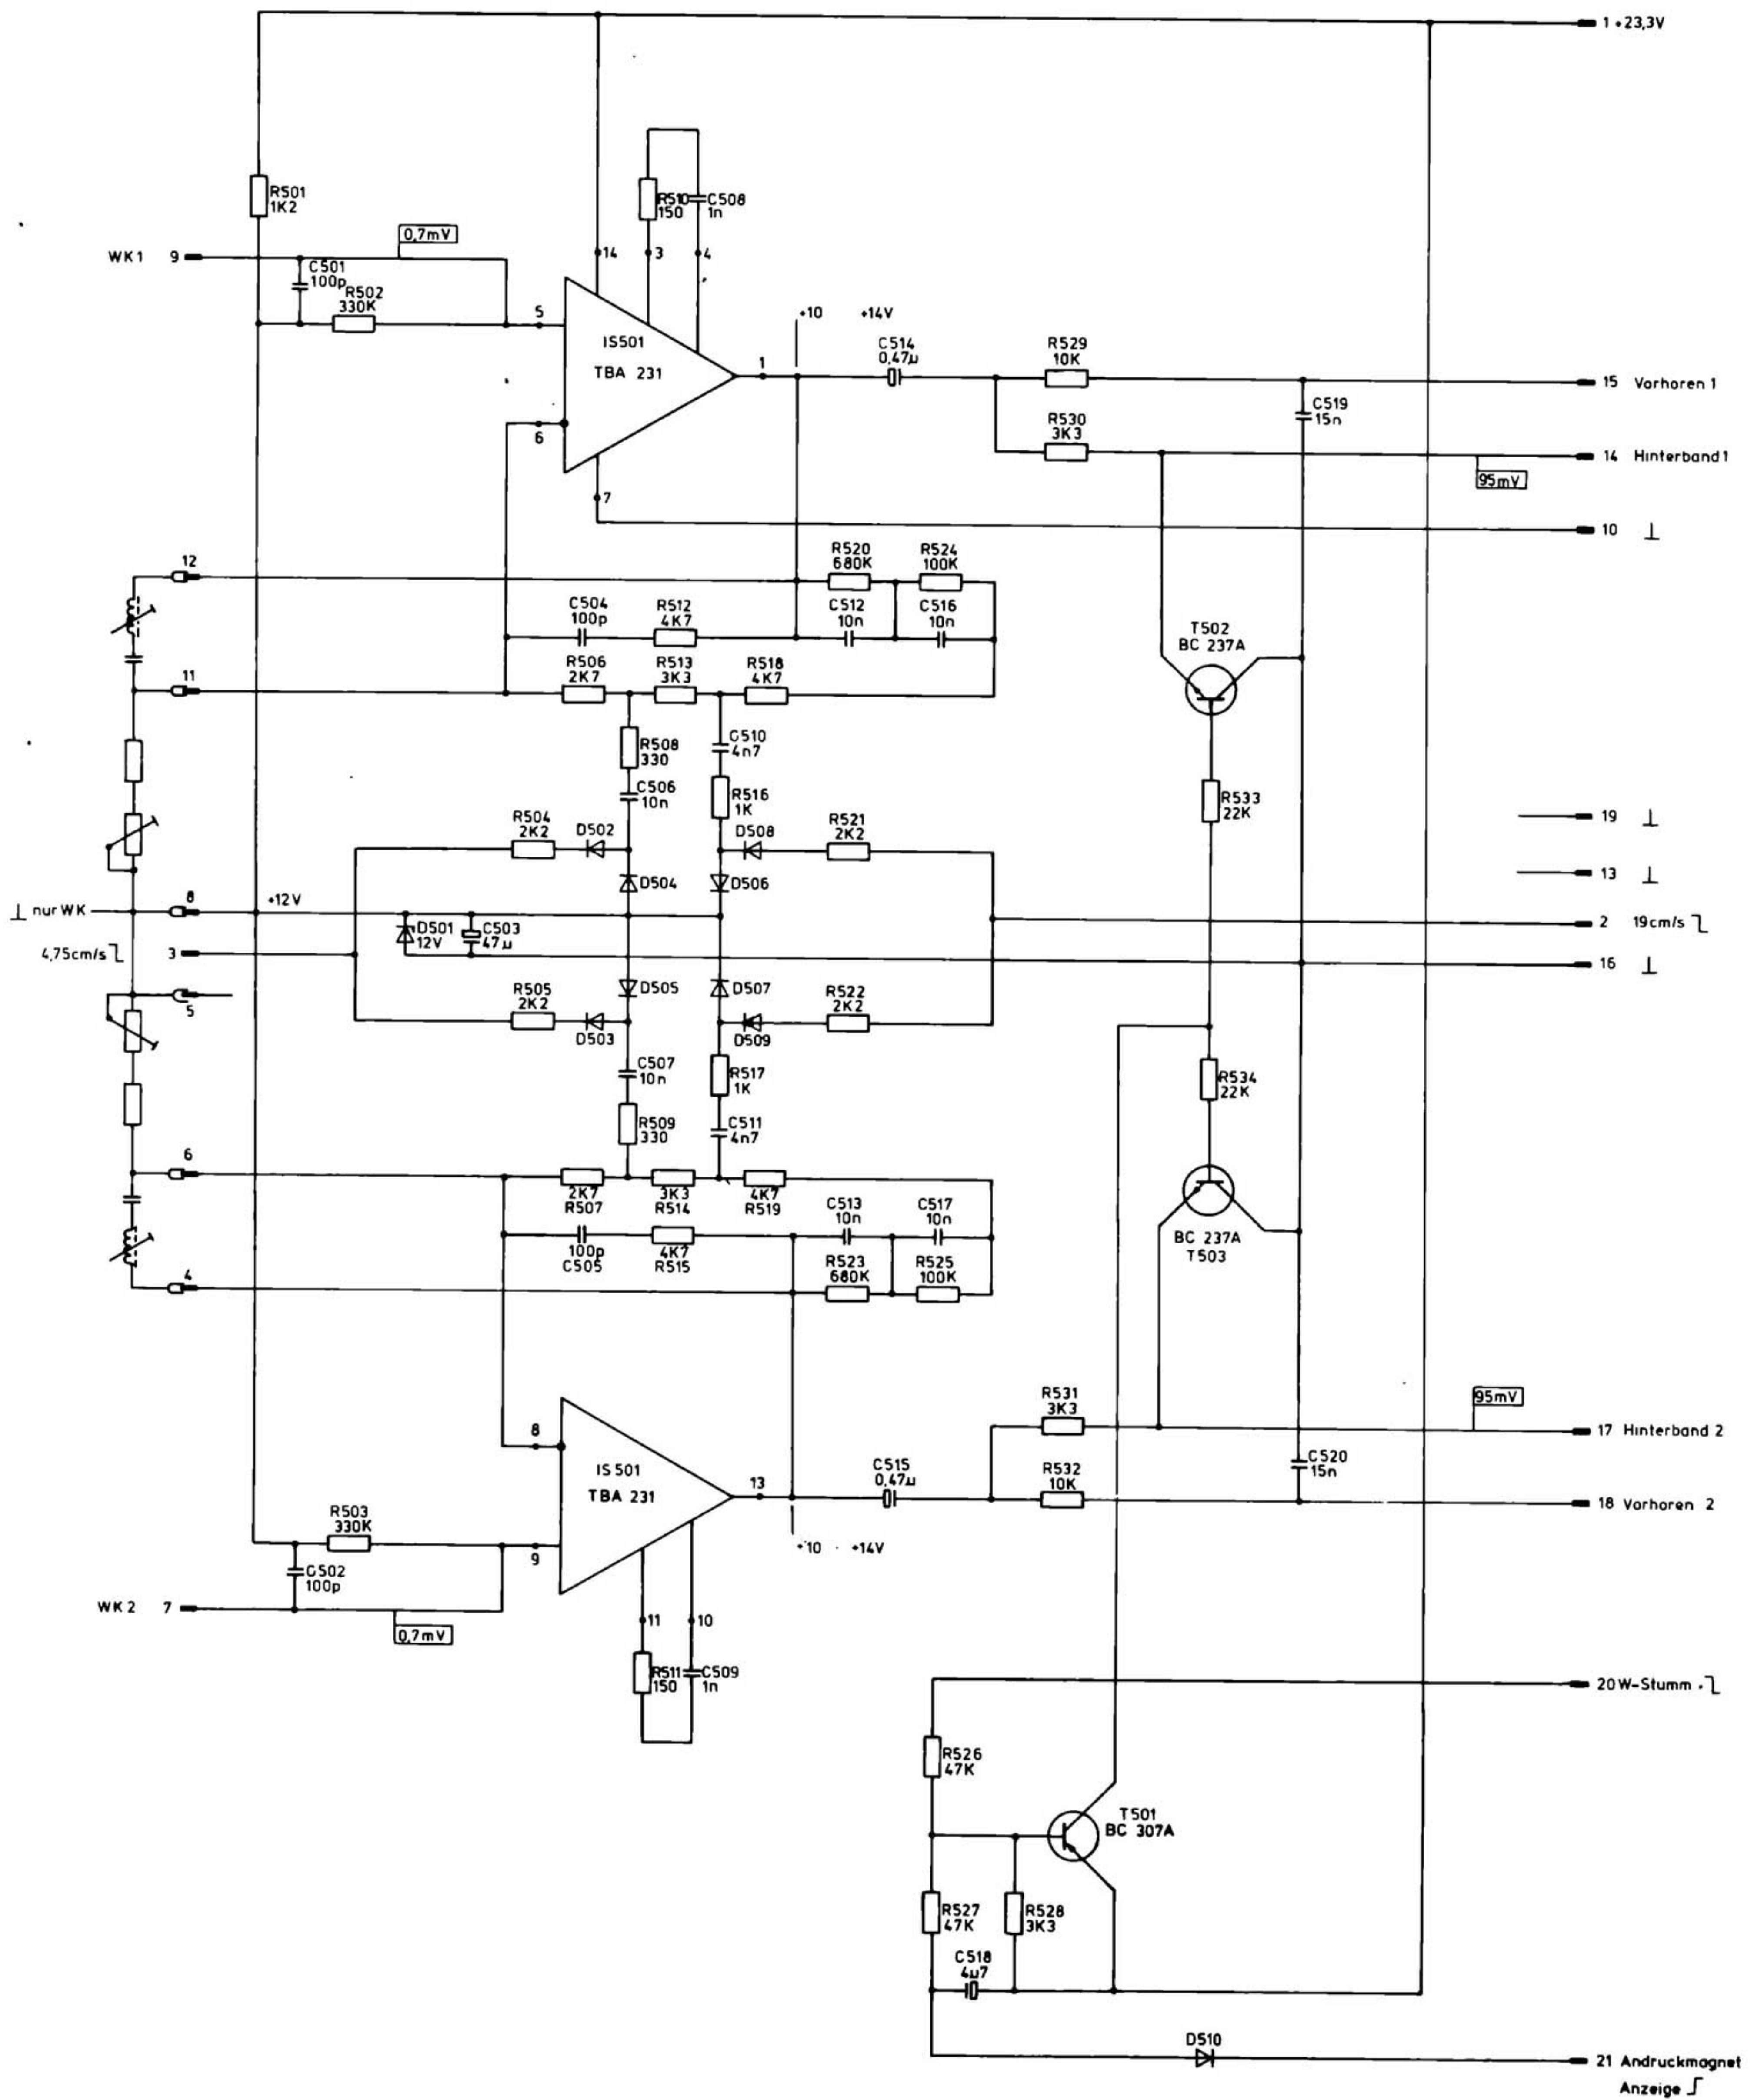 1 +23,3V
R501
1K2
R510
150
C508
1n
0,7mV
WK1 9
14
3
4
C501
100p
R502
330K
5
IS501
TBA 231
1
+10 +14V
C514
0,47µ
R529
10K
15 Vorhoren 1
C519
15n
6
R530
3K3
14 Hinterband 1
95mV
7
10 ⊥
12
R520
680K
R524
100K
C504
100p
R512
4K7
C512
10n
C516
10n
T502
BC 237A
11
R506
2K7
R513
3K3
R518
4K7
R508
330
C510
4n7
C506
10n
R516
1K
R533
22K
R504
2K2
D502
D508
R521
2K2
19 ⊥
D504
D506
13 ⊥
⊥ nur WK
8
+12V
D501
12V
C503
47µ
2 19cm/s
4,75cm/s 3
16 ⊥
5
R505
2K2
D505
D507
R522
2K2
D503
D509
C507
10n
R517
1K
R534
22K
R509
330
C511
4n7
6
2K7
R507
3K3
R514
4K7
R519
C513
10n
C517
10n
BC 237A
T503
100p
C505
4K7
R515
R523
680K
R525
100K
4
R531
3K3
95mV
17 Hinterband 2
8
IS501
TBA 231
13
C515
0,47µ
R532
10K
C520
15n
18 Vorhoren 2
R503
330K
9
+10 · +14V
C502
100p
WK2 7
0,7mV
11
10
R511
150
C509
1n
20 W-Stumm .
R526
47K
T501
BC 307A
R527
47K
R528
3K3
C518
4µ7
D510
21 Andruckmagnet
Anzeige